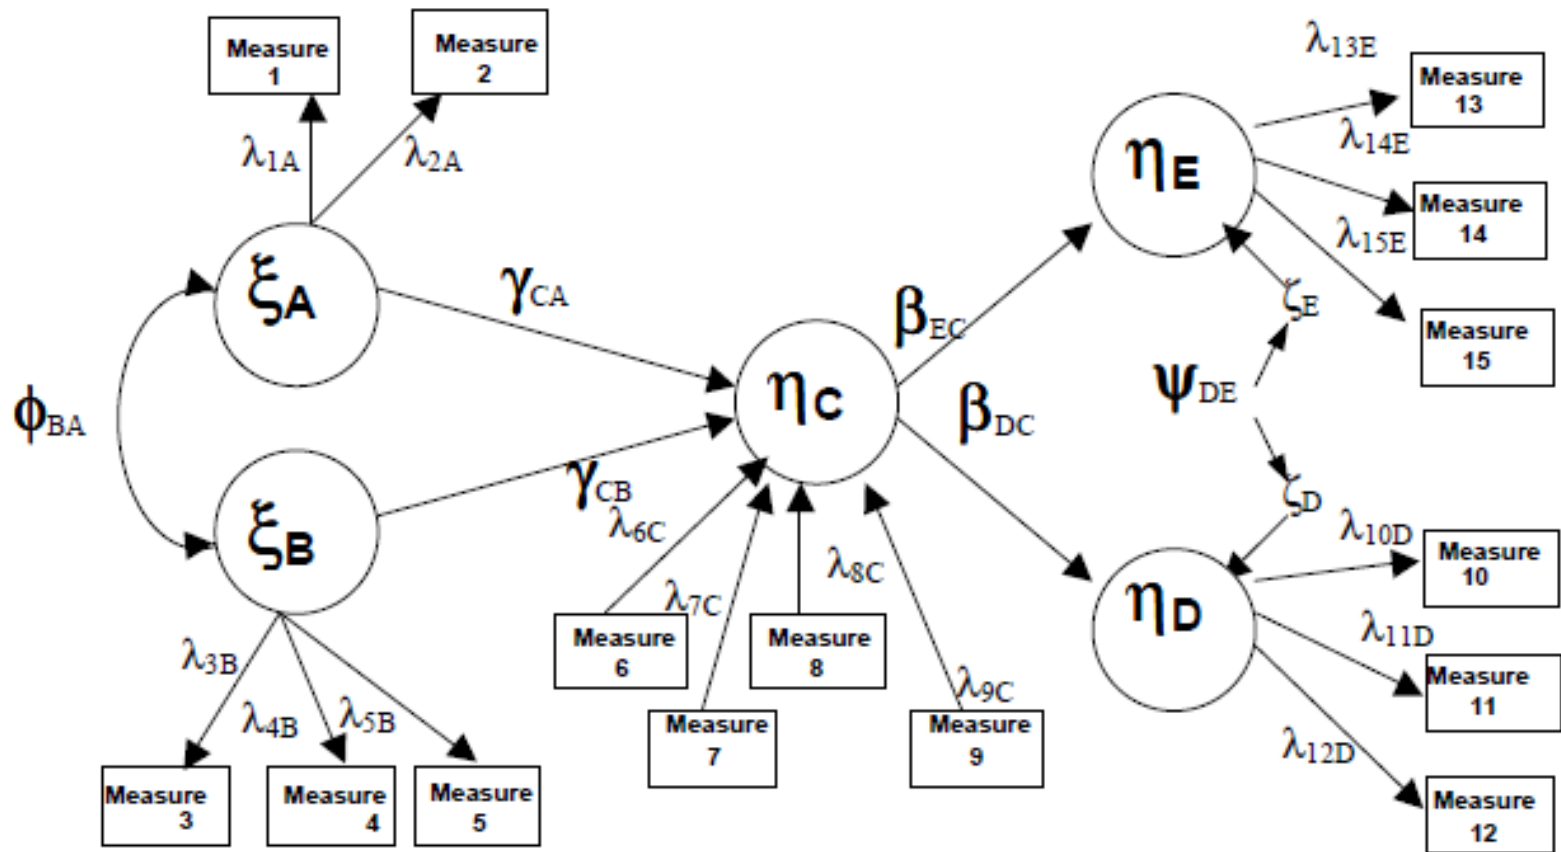 Measure
1
Measure
2
λ1A
λ2A
ξA
γCA
ϕBA
ξB
γCB
λ3B
λ4B
λ5B
Measure
3
Measure
4
Measure
5
ηC
λ6C
λ7C
λ8C
λ9C
Measure
6
Measure
7
Measure
8
Measure
9
βEC
βDC
ηE
λ13E
λ14E
λ15E
Measure
13
Measure
14
Measure
15
ζE
ψDE
ζD
ηD
λ10D
λ11D
λ12D
Measure
10
Measure
11
Measure
12